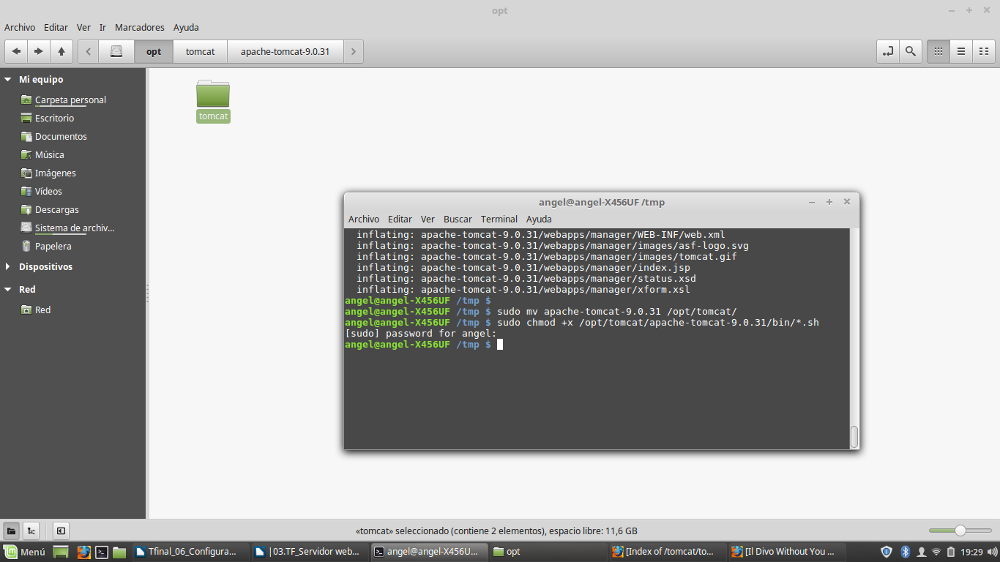 opt
Archivo Editar Ver Ir Marcadores Ayuda
opt tomcat apache-tomcat-9.0.31
Mi equipo
Carpeta personal
Escritorio
Documentos
Música
Imágenes
Vídeos
Descargas
Sistema de archiv...
Papelera
Dispositivos
Red
Red
tomcat
angel@angel-X456UF /tmp
Archivo Editar Ver Buscar Terminal Ayuda
inflating: apache-tomcat-9.0.31/webapps/manager/WEB-INF/web.xml
inflating: apache-tomcat-9.0.31/webapps/manager/images/asf-logo.svg
inflating: apache-tomcat-9.0.31/webapps/manager/images/tomcat.gif
inflating: apache-tomcat-9.0.31/webapps/manager/index.jsp
inflating: apache-tomcat-9.0.31/webapps/manager/status.xsd
inflating: apache-tomcat-9.0.31/webapps/manager/xform.xsl
angel@angel-X456UF /tmp $
angel@angel-X456UF /tmp $ sudo mv apache-tomcat-9.0.31 /opt/tomcat/
angel@angel-X456UF /tmp $ sudo chmod +x /opt/tomcat/apache-tomcat-9.0.31/bin/*.sh
[sudo] password for angel:
angel@angel-X456UF /tmp $
«tomcat» seleccionado (contiene 2 elementos), espacio libre: 11,6 GB
Menú Tfinal_06_Configura... |03.TF_Servidor web... angel@angel-X456U... opt [Index of /tomcat/to... [Il Divo Without You ... 19:29